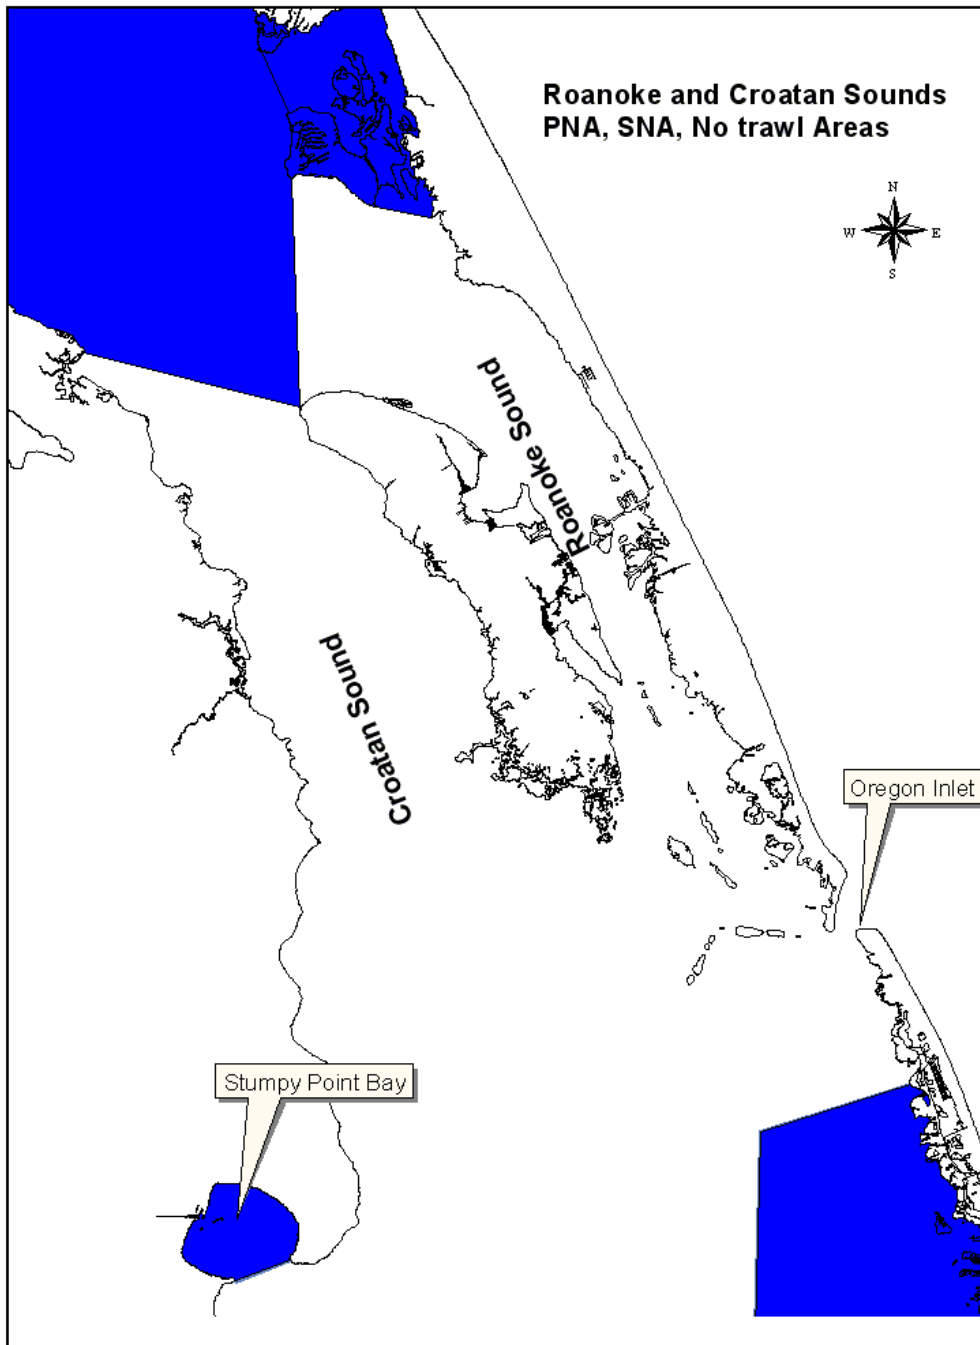 Roanoke and Croatan Sounds
PNA, SNA, No trawl Areas
N
W E
S
Roanoke Sound
Croatan Sound
Oregon Inlet
Stumpy Point Bay